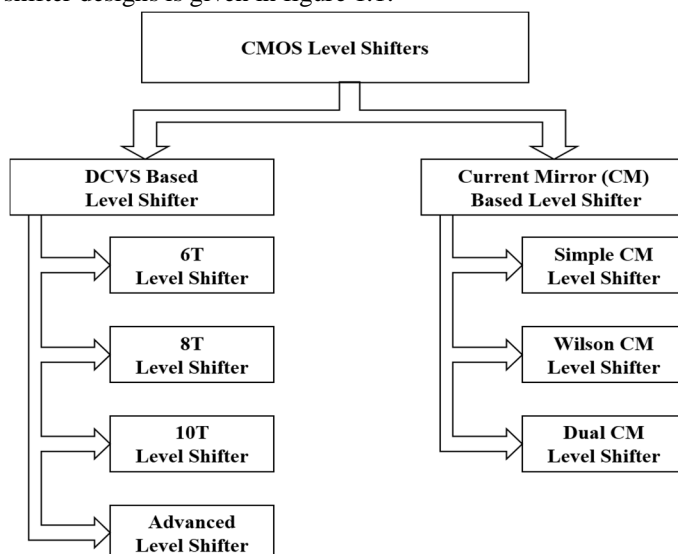 shifter designs is given in figure 1.1.
CMOS Level Shifters
DCVS Based
Level Shifter
6T
Level Shifter
8T
Level Shifter
10T
Level Shifter
Advanced
Level Shifter
Current Mirror (CM)
Based Level Shifter
Simple CM
Level Shifter
Wilson CM
Level Shifter
Dual CM
Level Shifter